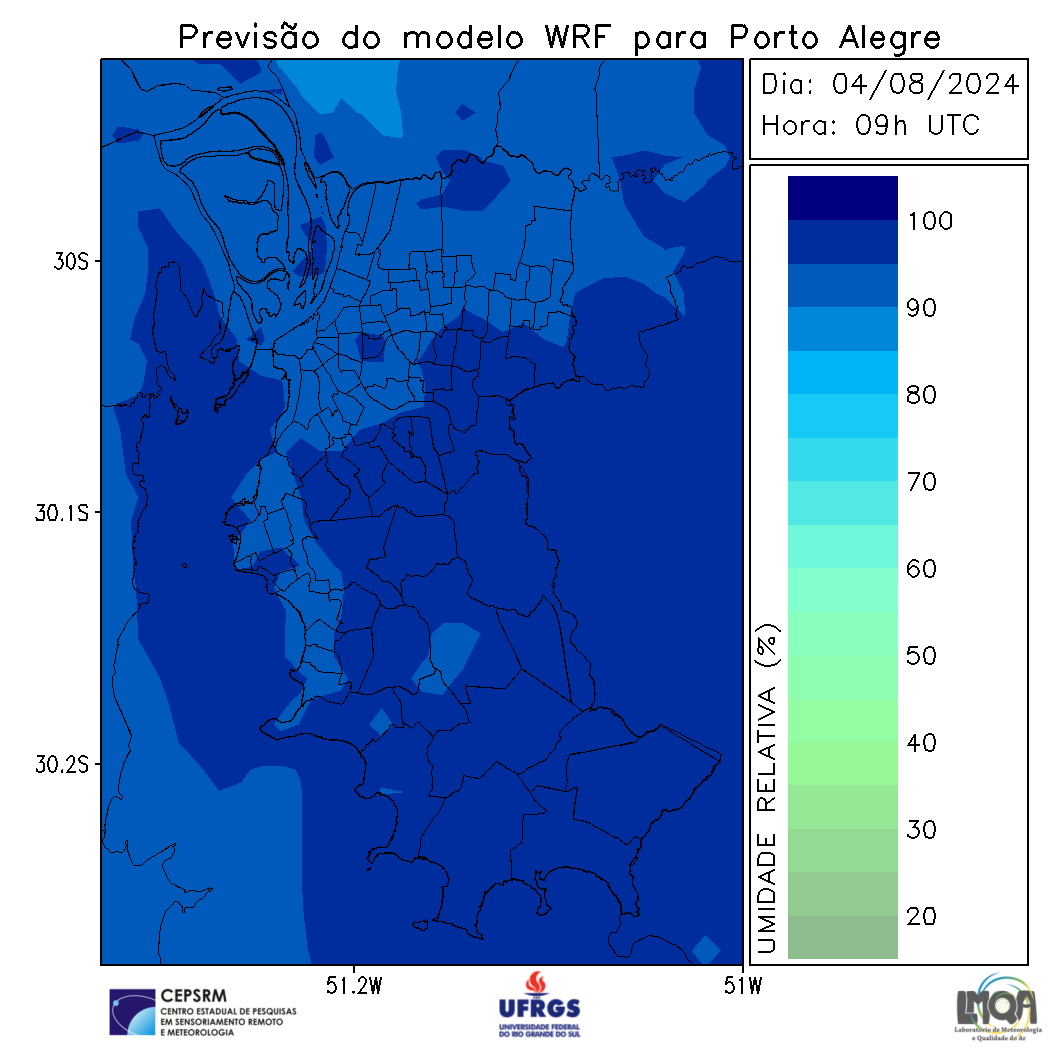 Previsão do modelo WRF para Porto Alegre
Dia: 04/08/2024
Hora: 09h UTC
100
90
80
70
60
50
40
30
20
UMIDADE RELATIVA (%)
30S
30.1S
30.2S
51.2W
51W
CEPSRM
CENTRO ESTADUAL DE PESQUISAS
EM SENSORIAMENTO REMOTO
E METEOROLOGIA
UFRGS
UNIVERSIDADE FEDERAL
DO RIO GRANDE DO SUL
LMQA
Laboratório de Meteorologia
e Qualidade do Ar